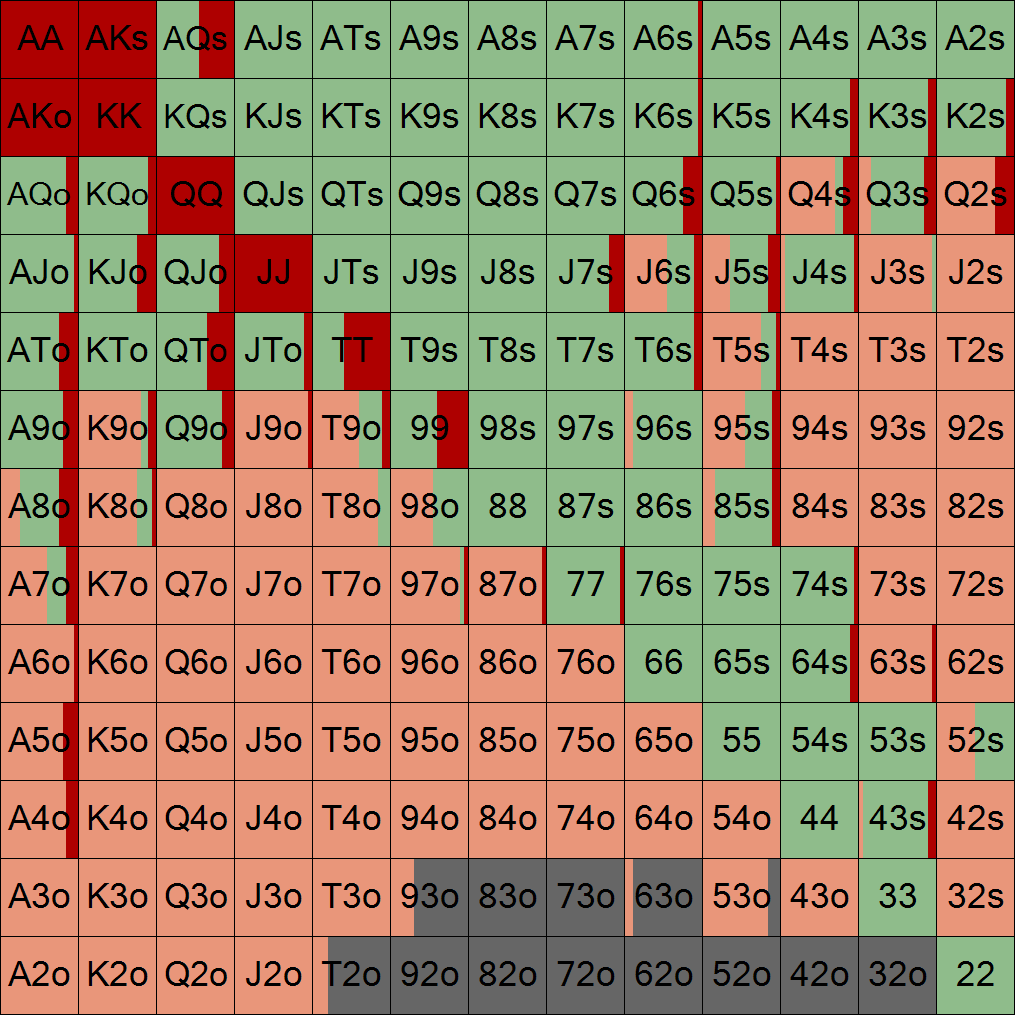 AA AKs AQs AJs ATs A9s A8s A7s A6s A5s A4s A3s A2s
AKo KK KQs KJs KTs K9s K8s K7s K6s K5s K4s K3s K2s
AQo KQo QQ QJs QTs Q9s Q8s Q7s Q6s Q5s Q4s Q3s Q2s
AJo KJo QJo JJ JTs J9s J8s J7s J6s J5s J4s J3s J2s
ATo KTo QTo JTo TT T9s T8s T7s T6s T5s T4s T3s T2s
A9o K9o Q9o J9o T9o 99 98s 97s 96s 95s 94s 93s 92s
A8o K8o Q8o J8o T8o 98o 88 87s 86s 85s 84s 83s 82s
A7o K7o Q7o J7o T7o 97o 87o 77 76s 75s 74s 73s 72s
A6o K6o Q6o J6o T6o 96o 86o 76o 66 65s 64s 63s 62s
A5o K5o Q5o J5o T5o 95o 85o 75o 65o 55 54s 53s 52s
A4o K4o Q4o J4o T4o 94o 84o 74o 64o 54o 44 43s 42s
A3o K3o Q3o J3o T3o 93o 83o 73o 63o 53o 43o 33 32s
A2o K2o Q2o J2o T2o 92o 82o 72o 62o 52o 42o 32o 22